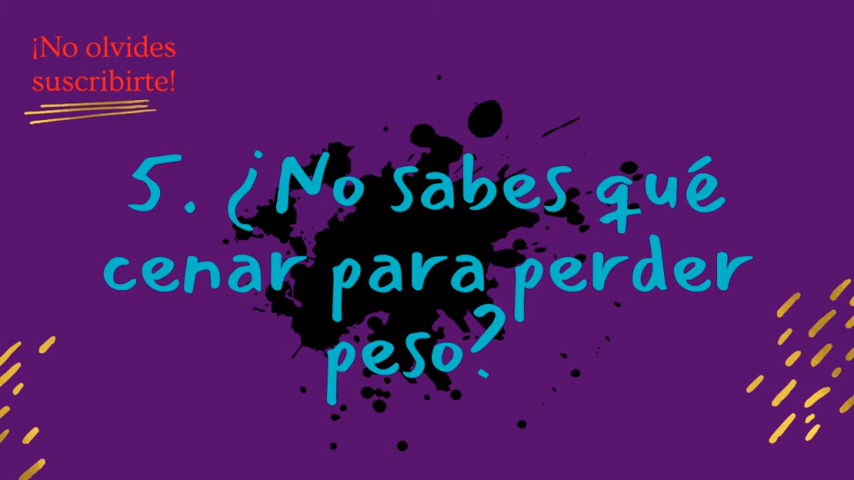 ¡No olvides
suscribirte!
5. ¿No sabes qué
cenar para perder
peso?